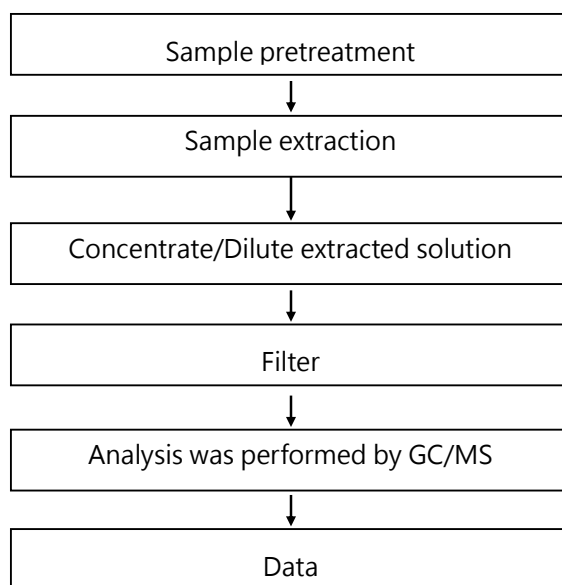 Sample pretreatment
Sample extraction
Concentrate/Dilute extracted solution
Filter
Analysis was performed by GC/MS
Data